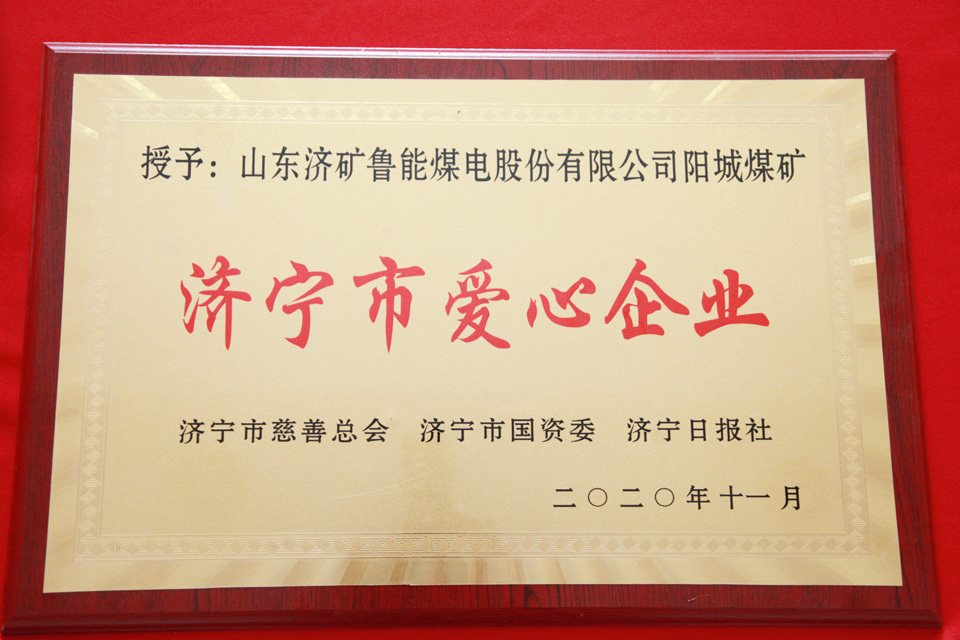 授予：山东济矿鲁能煤电股份有限公司阳城煤矿
济宁市爱心企业
济宁市慈善总会 济宁市国资委 济宁日报社
二〇二〇年十一月